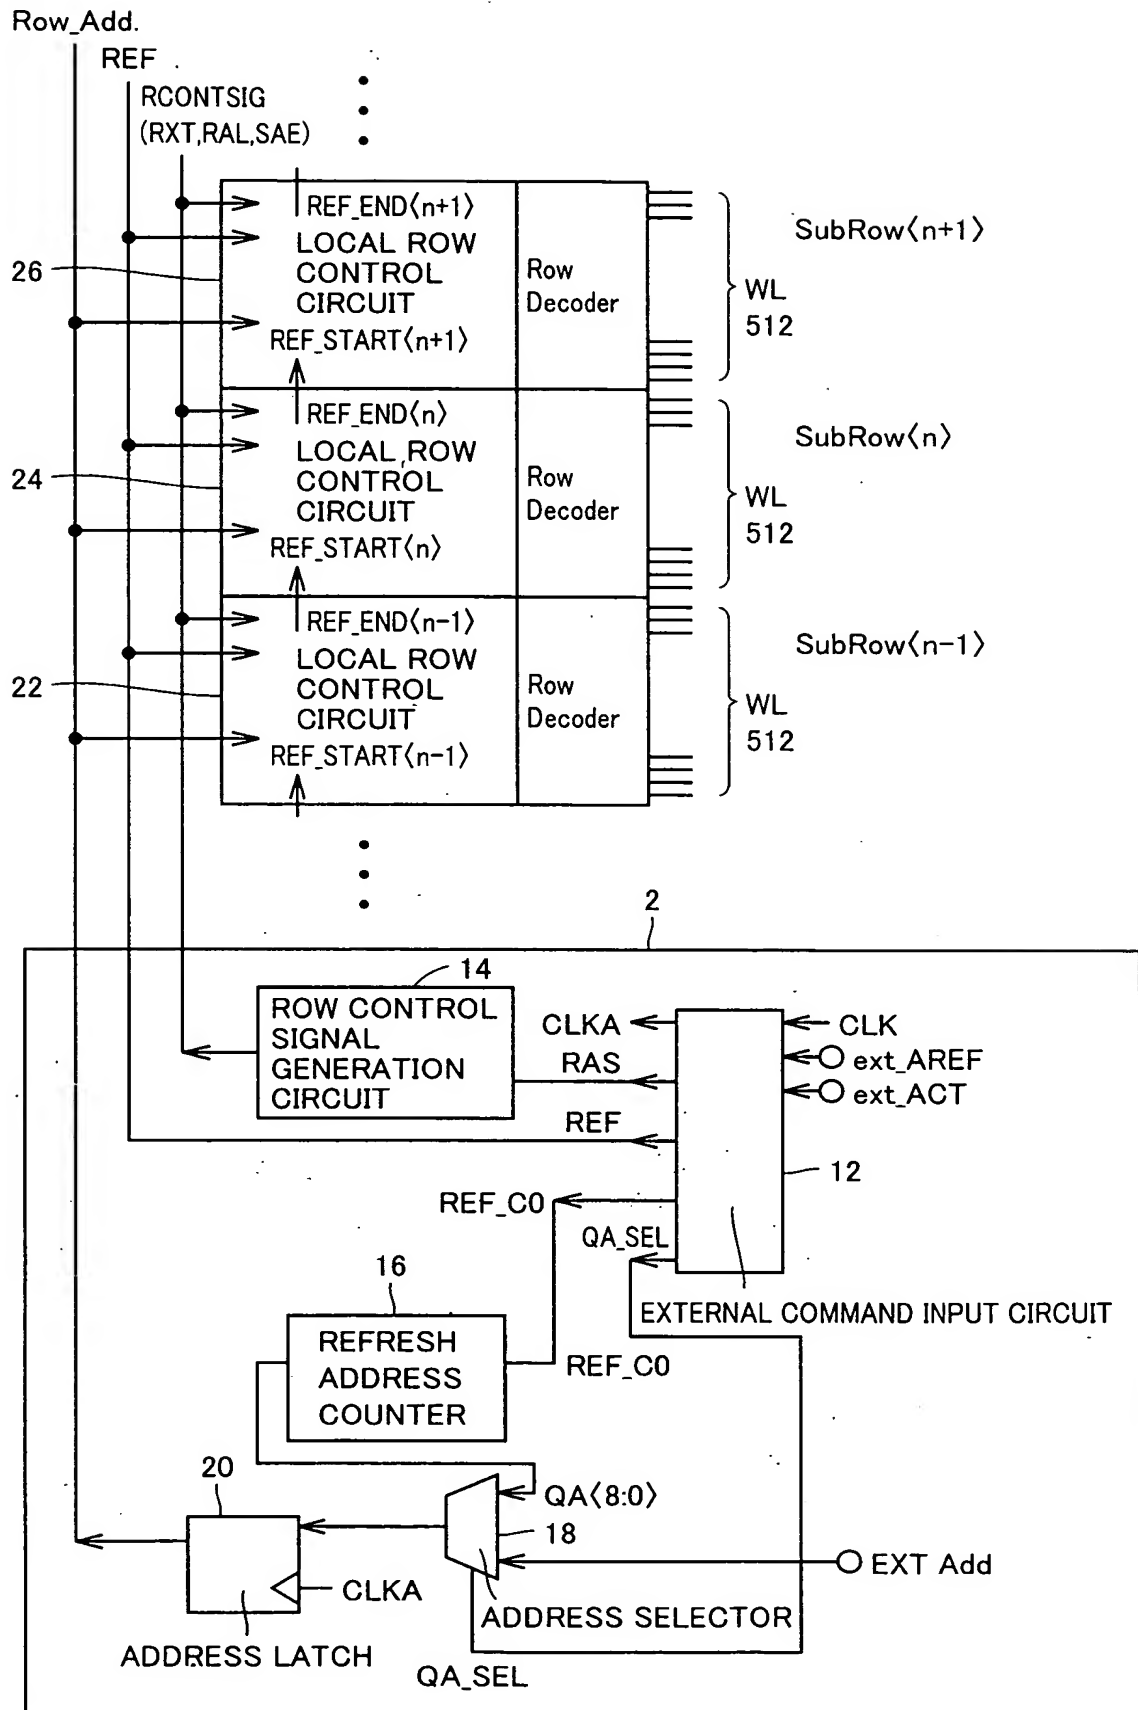 Row_Add.
REF
RCONTSIG
(RXT,RAL,SAE)
REF_END〈n+1〉
LOCAL ROW
CONTROL
CIRCUIT
REF_START〈n+1〉
Row
Decoder
26
WL
512
SubRow〈n+1〉
REF_END〈n〉
LOCAL ROW
CONTROL
CIRCUIT
REF_START〈n〉
Row
Decoder
24
WL
512
SubRow〈n〉
REF_END〈n-1〉
LOCAL ROW
CONTROL
CIRCUIT
REF_START〈n-1〉
Row
Decoder
22
WL
512
SubRow〈n-1〉
2
14
ROW CONTROL
SIGNAL
GENERATION
CIRCUIT
CLKA
RAS
REF
REF_C0
QA_SEL
CLK
ext_AREF
ext_ACT
12
EXTERNAL COMMAND INPUT CIRCUIT
16
REFRESH
ADDRESS
COUNTER
REF_C0
20
QA〈8:0〉
18
EXT Add
CLKA
ADDRESS SELECTOR
ADDRESS LATCH
QA_SEL